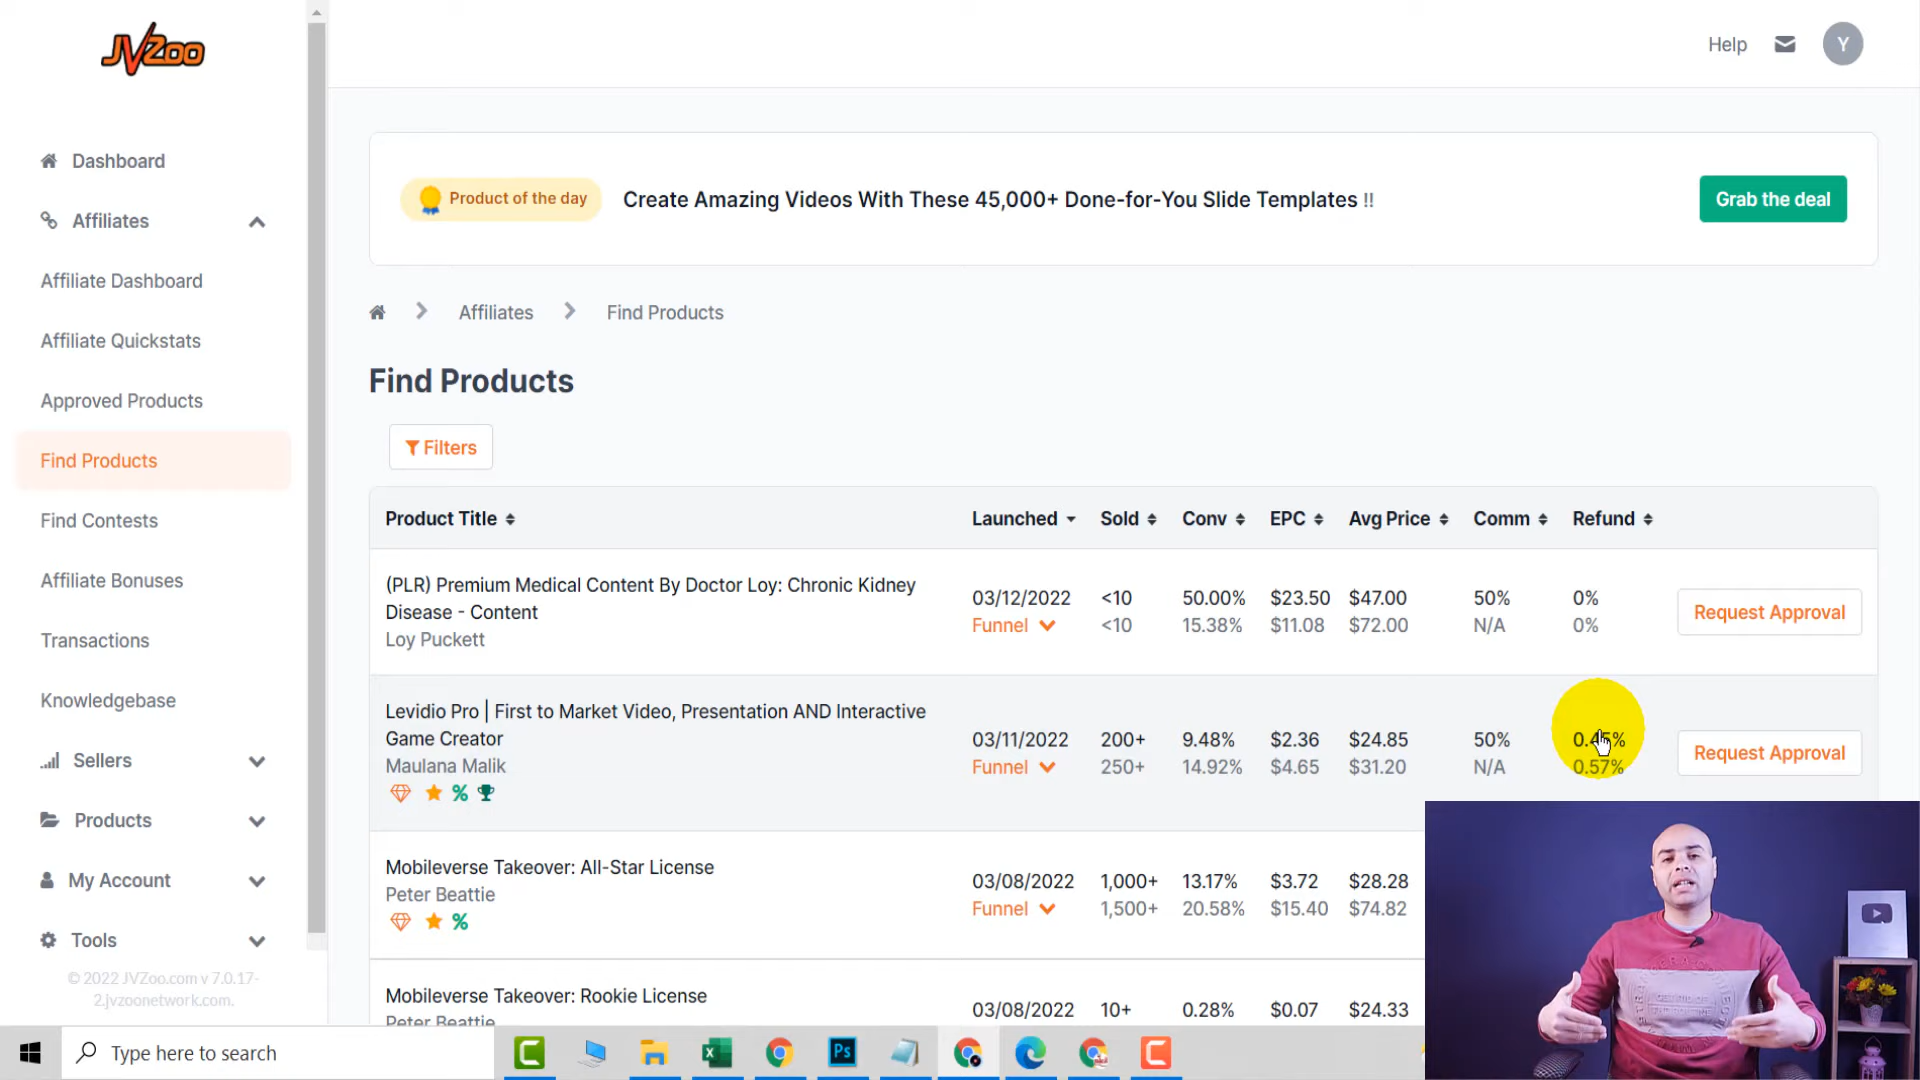 JVZoo
Help
Y
Dashboard
Affiliates
Affiliate Dashboard
Affiliate Quickstats
Approved Products
Find Products
Find Contests
Affiliate Bonuses
Transactions
Knowledgebase
Sellers
Products
My Account
Tools
© 2022 JVZoo.com v 7.0.17-
2.jvzoonetwork.com.
Product of the day
Create Amazing Videos With These 45,000+ Done-for-You Slide Templates !!
Grab the deal
Affiliates
Find Products
Find Products
Filters
Product Title Launched Sold Conv EPC Avg Price Comm Refund
(PLR) Premium Medical Content By Doctor Loy: Chronic Kidney
Disease - Content
Loy Puckett
03/12/2022 <10 50.00% $23.50 $47.00 50% 0%
Funnel <10 15.38% $11.08 $72.00 N/A 0%
Request Approval
Levidio Pro | First to Market Video, Presentation AND Interactive
Game Creator
Maulana Malik
03/11/2022 200+ 9.48% $2.36 $24.85 50%
Funnel 250+ 14.92% $4.65 $31.20 N/A 0.57%
Request Approval
Mobileverse Takeover: All-Star License
Peter Beattie
03/08/2022 1,000+ 13.17% $3.72 $28.28
Funnel 1,500+ 20.58% $15.40 $74.82
Mobileverse Takeover: Rookie License
Peter Beattie
03/08/2022 10+ 0.28% $0.07 $24.33
Type here to search
Ps